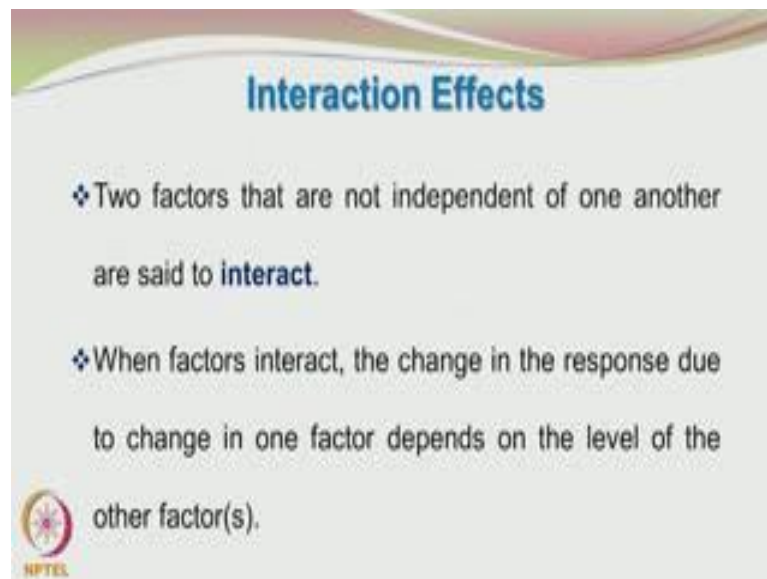 Interaction Effects
❖Two factors that are not independent of one another
are said to interact.
❖When factors interact, the change in the response due
to change in one factor depends on the level of the
other factor(s).
NPTEL